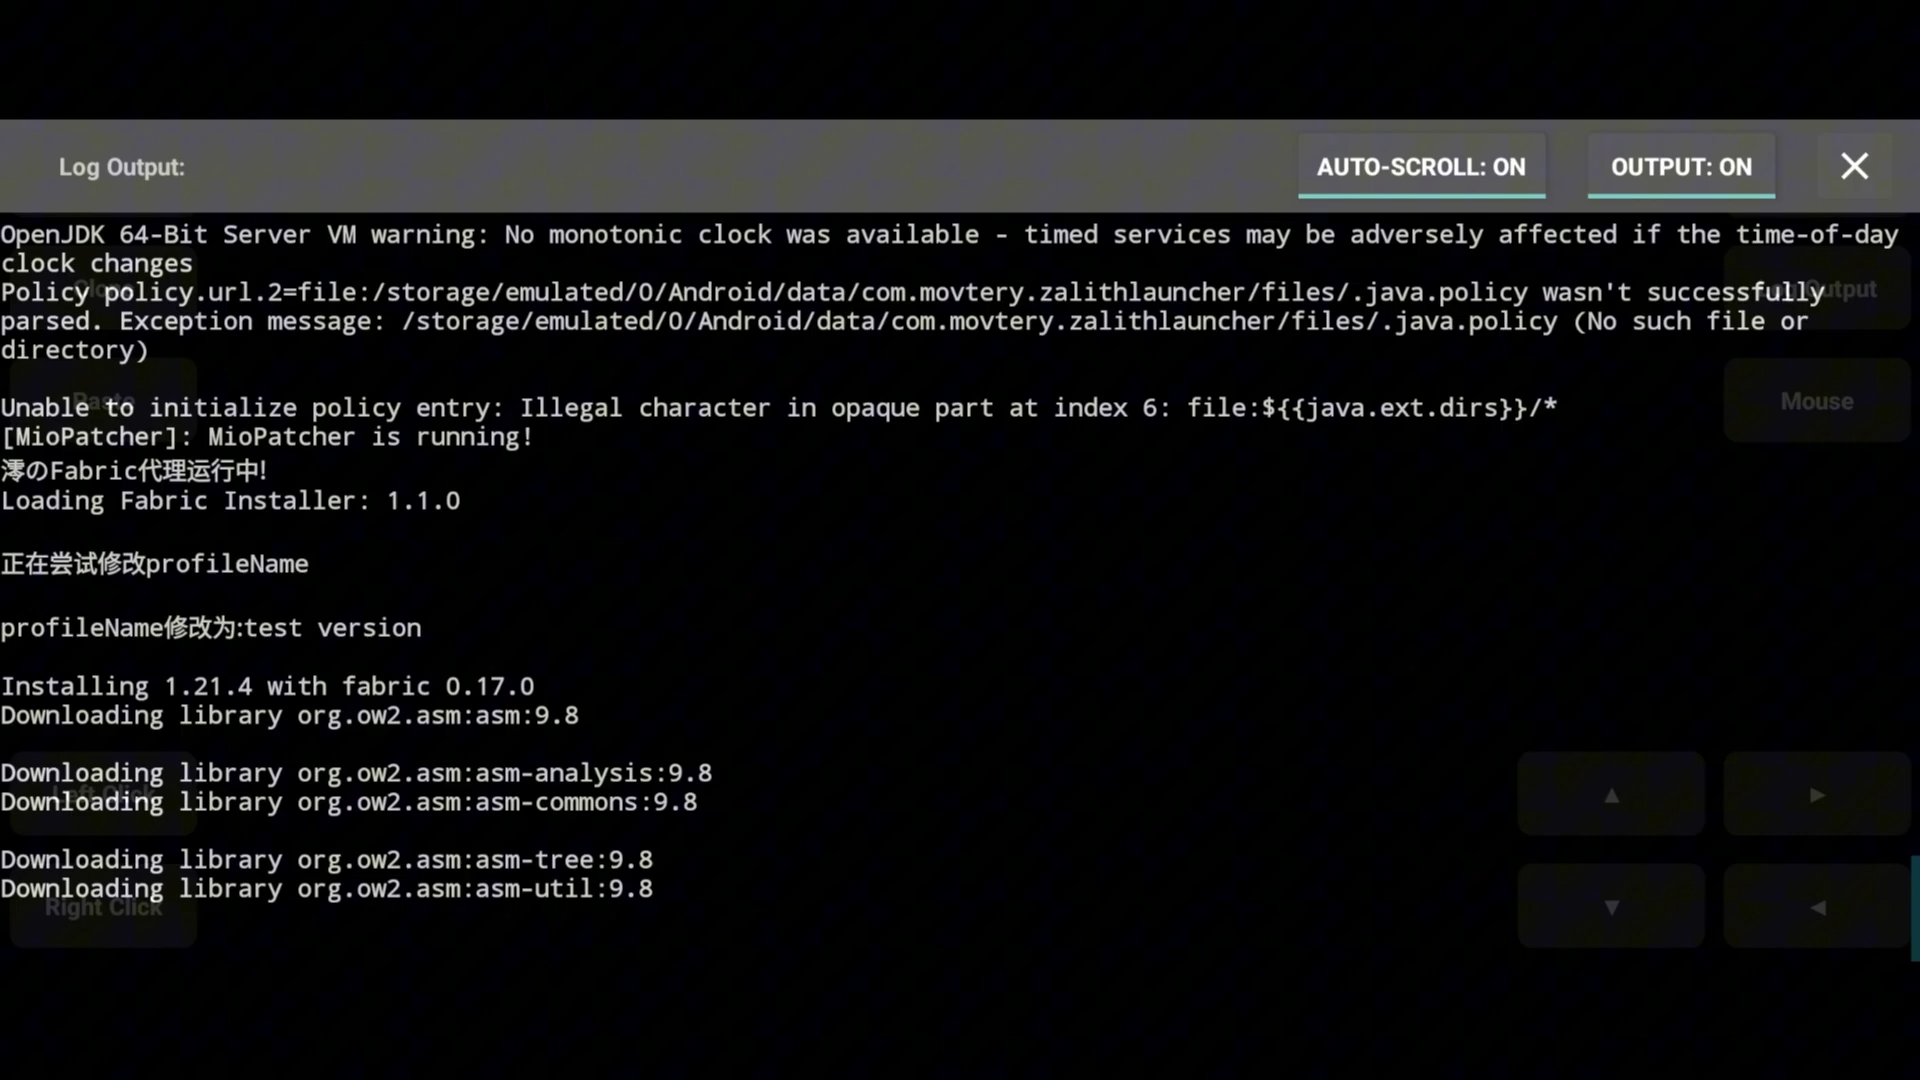 Log Output:
AUTO-SCROLL: ON
OUTPUT: ON
OpenJDK 64-Bit Server VM warning: No monotonic clock was available - timed services may be adversely affected if the time-of-day
clock changes
Policy policy.url.2=file:/storage/emulated/0/Android/data/com.movtery.zalithlauncher/files/.java.policy wasn't successfully
parsed. Exception message: /storage/emulated/0/Android/data/com.movtery.zalithlauncher/files/.java.policy (No such file or
directory)
Unable to initialize policy entry: Illegal character in opaque part at index 6: file:${{java.ext.dirs}}/*
Mouse
[MioPatcher]: MioPatcher is running!
澪のFabric代理运行中!
Loading Fabric Installer: 1.1.0
正在尝试修改profileName
profileName修改为:test version
Installing 1.21.4 with fabric 0.17.0
Downloading library org.ow2.asm:asm:9.8
Downloading library org.ow2.asm:asm-analysis:9.8
Downloading library org.ow2.asm:asm-commons:9.8
Downloading library org.ow2.asm:asm-tree:9.8
Downloading library org.ow2.asm:asm-util:9.8
Right Click